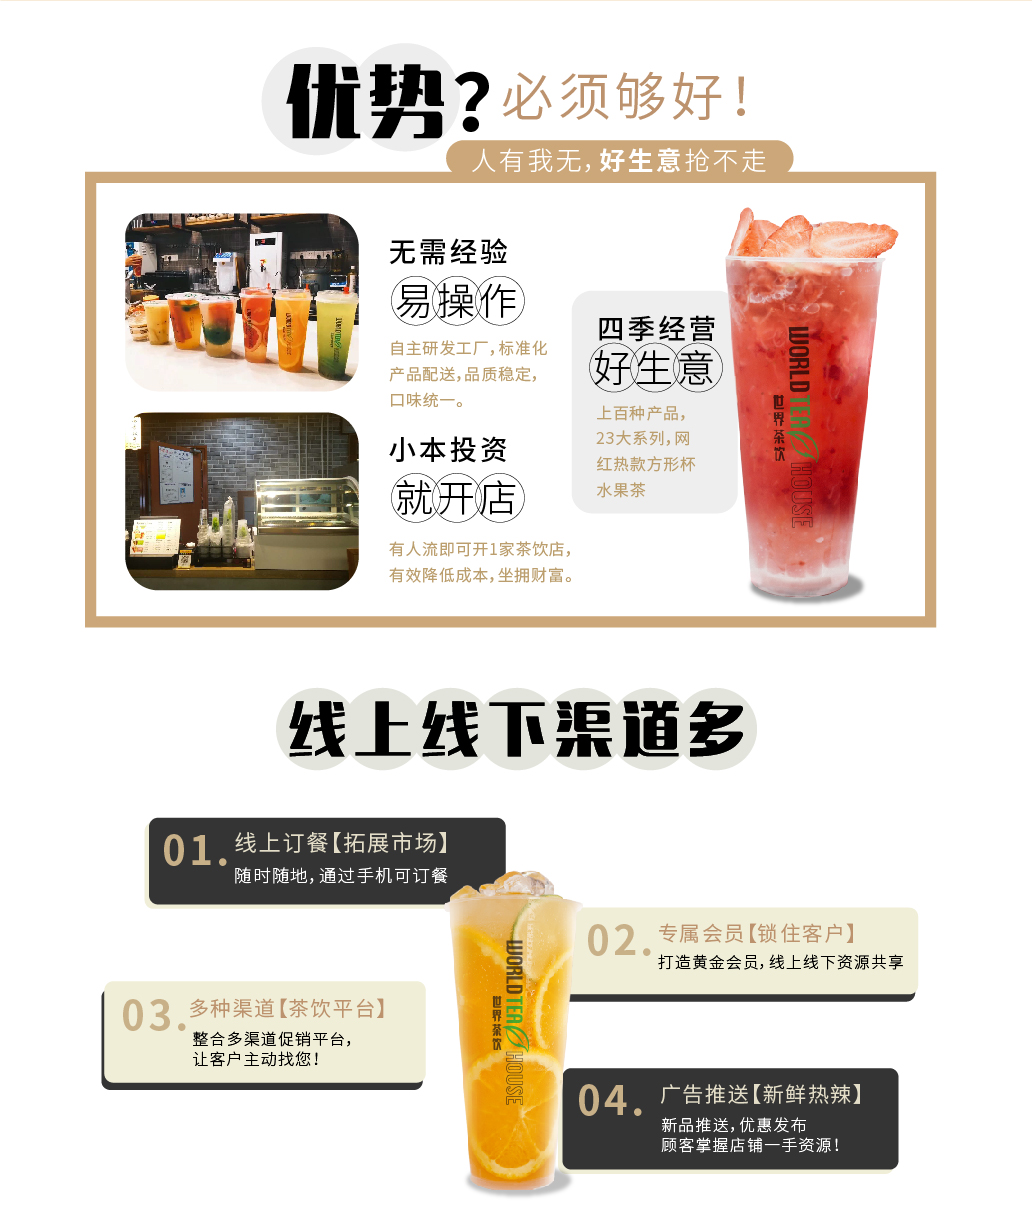 优势?必须够好!
人有我无,好生意抢不走
无需经验
易操作
自主研发工厂,标准化
产品配送,品质稳定,
口味统一。
小本投资
就开店
有人流即可开1家茶饮店,
有效降低成本,坐拥财富。
四季经营
好生意
上百种产品,
23大系列,网
红热款方形杯
水果茶
WORLD TEA HOUSE
世界茶饮
线上线下渠道多
01.
线上订餐【拓展市场】
随时随地,通过手机可订餐
02.
专属会员【锁住客户】
打造黄金会员,线上线下资源共享
03.
多种渠道【茶饮平台】
整合多渠道促销平台,
让客户主动找您!
WORLD TEA HOUSE
世界茶饮
04.
广告推送【新鲜热辣】
新品推送,优惠发布
顾客掌握店铺一手资源!